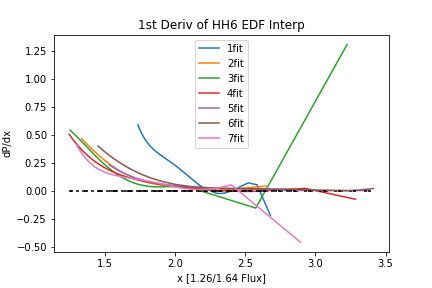 1st Deriv of HH6 EDF Interp
1.25
1.00
0.75
0.50
0.25
0.00
−0.25
−0.50
dP/dx
1fit
2fit
3fit
4fit
5fit
6fit
7fit
1.5
2.0
2.5
3.0
3.5
x [1.26/1.64 Flux]